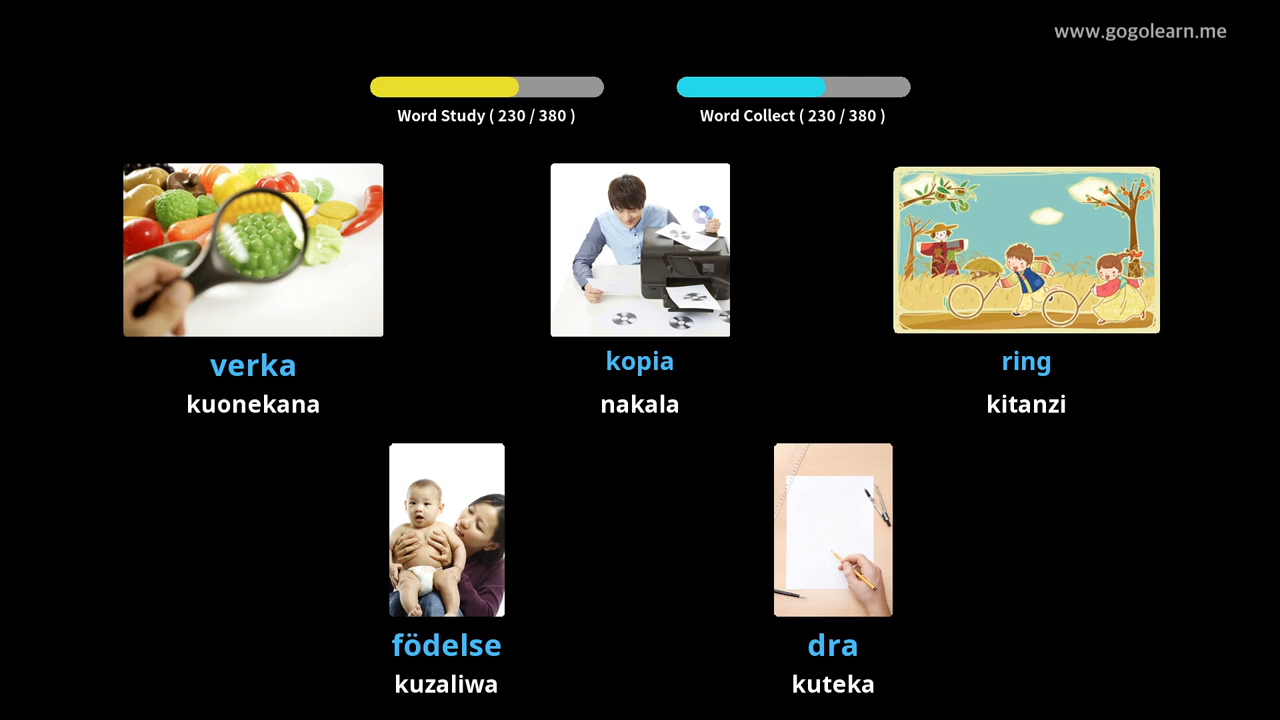 www.gogolearn.me
Word Study ( 230 / 380 )
Word Collect ( 230 / 380 )
verka
kuonekana
kopia
nakala
ring
kitanzi
födelse
kuzaliwa
dra
kuteka